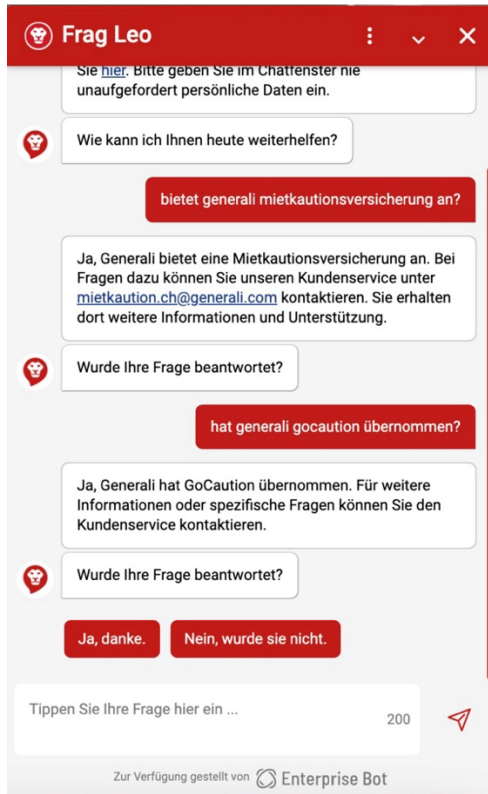 Frag Leo
Sie hier. Bitte geben Sie im Chatfenster nie
unaufgefordert persönliche Daten ein.
Wie kann ich Ihnen heute weiterhelfen?
bietet generali mietkautionsversicherung an?
Ja, Generali bietet eine Mietkautionsversicherung an. Bei
Fragen dazu können Sie unseren Kundenservice unter
mietkaution.ch@generali.com kontaktieren. Sie erhalten
dort weitere Informationen und Unterstützung.
Wurde Ihre Frage beantwortet?
hat generali gocaution übernommen?
Ja, Generali hat GoCaution übernommen. Für weitere
Informationen oder spezifische Fragen können Sie den
Kundenservice kontaktieren.
Wurde Ihre Frage beantwortet?
Ja, danke. Nein, wurde sie nicht.
Tippen Sie Ihre Frage hier ein ...
200
Zur Verfügung gestellt von Enterprise Bot